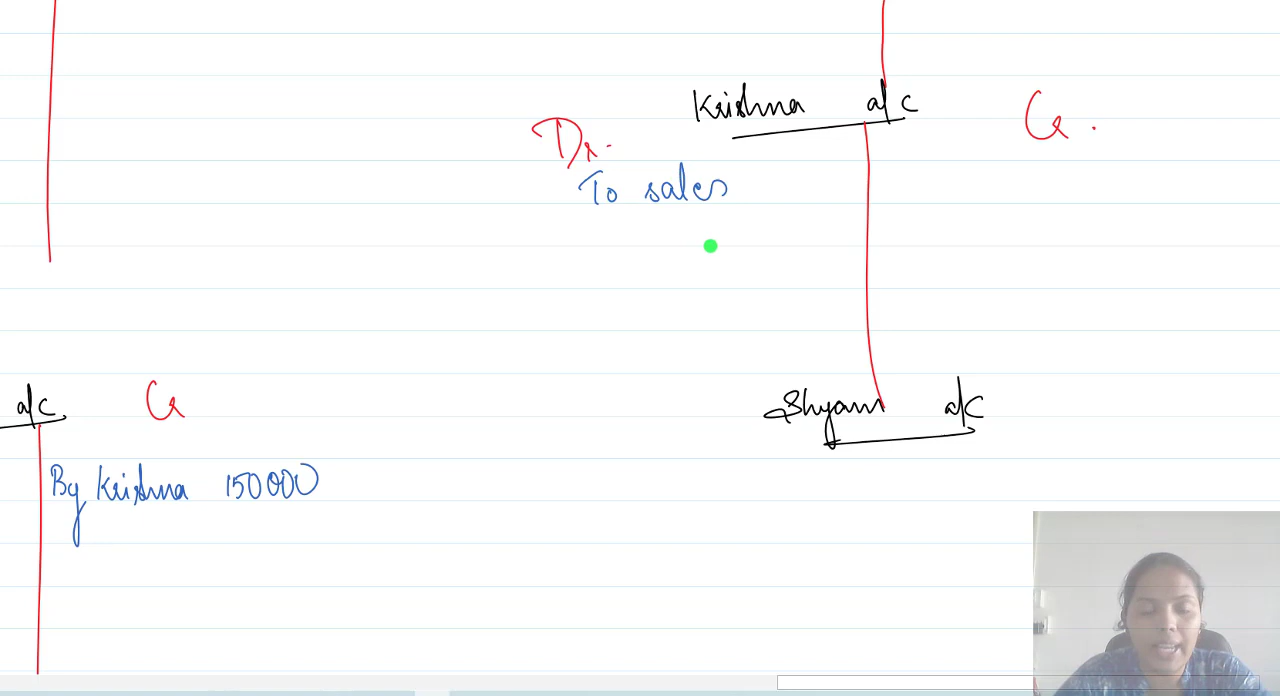 Krishna a/c
Dr.
Cr.
To sales
Shyam a/c
a/c.
Cr
By Krishna 150000